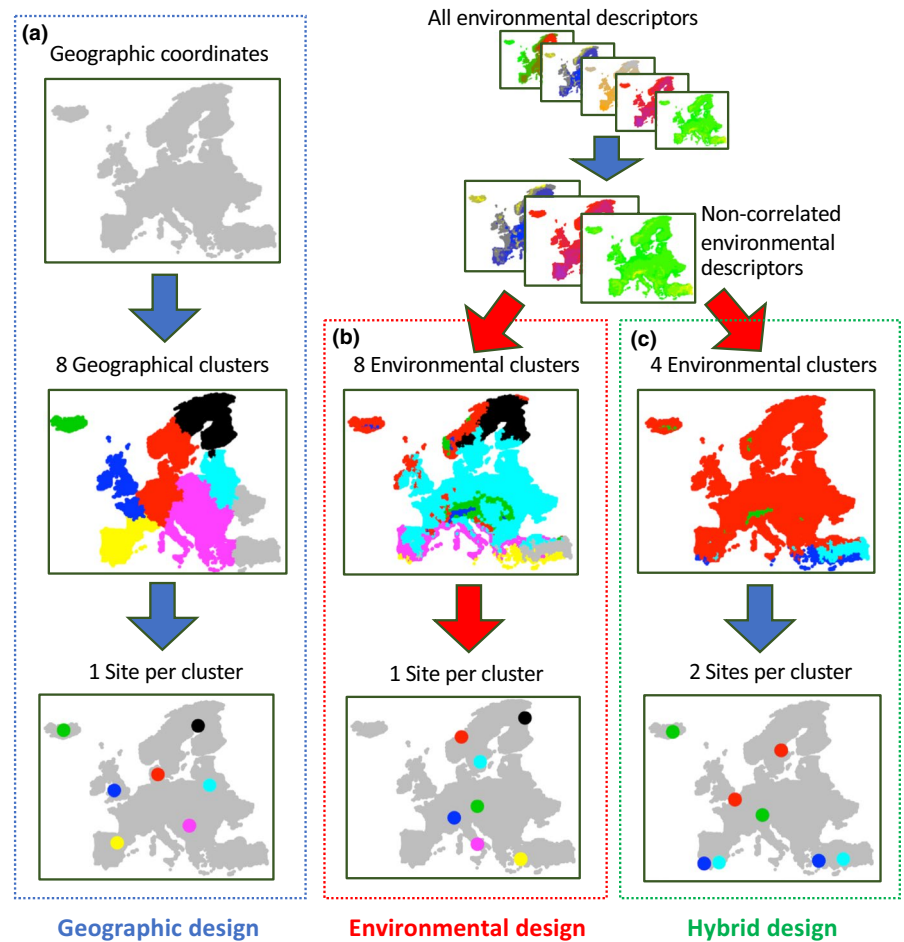 All environmental descriptors
(a)
Geographic coordinates
Non-correlated
environmental
descriptors
8 Geographical clusters
(b)
8 Environmental clusters
(c)
4 Environmental clusters
1 Site per cluster
1 Site per cluster
2 Sites per cluster
Geographic design
Environmental design
Hybrid design